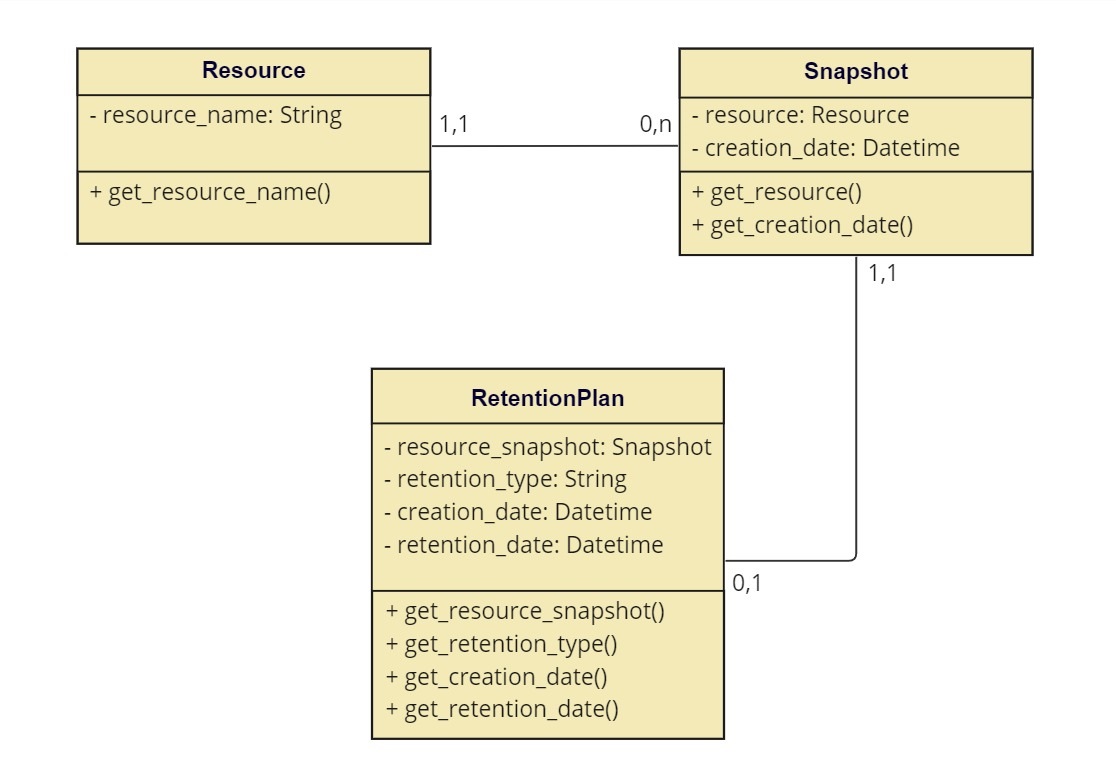 Resource
- resource_name: String
+ get_resource_name()
1,1
0,n
Snapshot
- resource: Resource
- creation_date: Datetime
+ get_resource()
+ get_creation_date()
1,1
RetentionPlan
- resource_snapshot: Snapshot
- retention_type: String
- creation_date: Datetime
- retention_date: Datetime
+ get_resource_snapshot()
+ get_retention_type()
+ get_creation_date()
+ get_retention_date()
0,1